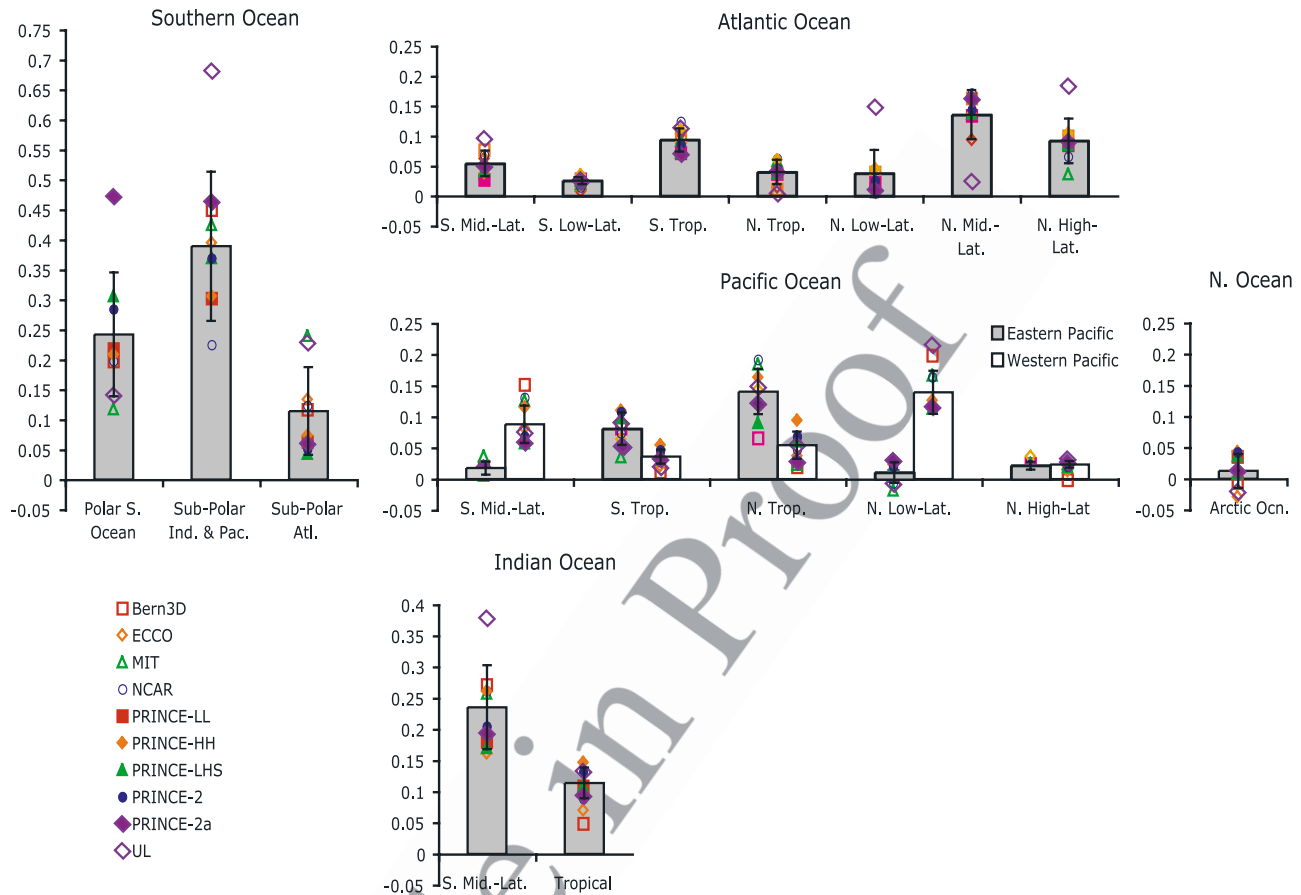 Southern Ocean
0.75
0.7
0.65
0.6
0.55
0.5
0.45
0.4
0.35
0.3
0.25
0.2
0.15
0.1
0.05
0
-0.05
Polar S.
Ocean
Sub-Polar
Ind. & Pac.
Sub-Polar
Atl.
Atlantic Ocean
0.25
0.2
0.15
0.1
0.05
0
-0.05
S. Mid.-Lat.
S. Low-Lat.
S. Trop.
N. Trop.
N. Low-Lat.
N. Mid.-
Lat.
N. High-
Lat.
Pacific Ocean
0.25
0.2
0.15
0.1
0.05
0
-0.05
Eastern Pacific
Western Pacific
S. Mid.-Lat.
S. Trop.
N. Trop.
N. Low-Lat.
N. High-Lat
N. Ocean
0.25
0.2
0.15
0.1
0.05
0
-0.05
Arctic Ocn.
Indian Ocean
0.4
0.35
0.3
0.25
0.2
0.15
0.1
0.05
0
-0.05
S. Mid.-Lat.
Tropical
Bern3D
ECCO
MIT
NCAR
PRINCE-LL
PRINCE-HH
PRINCE-LHS
PRINCE-2
PRINCE-2a
UL
in Proof